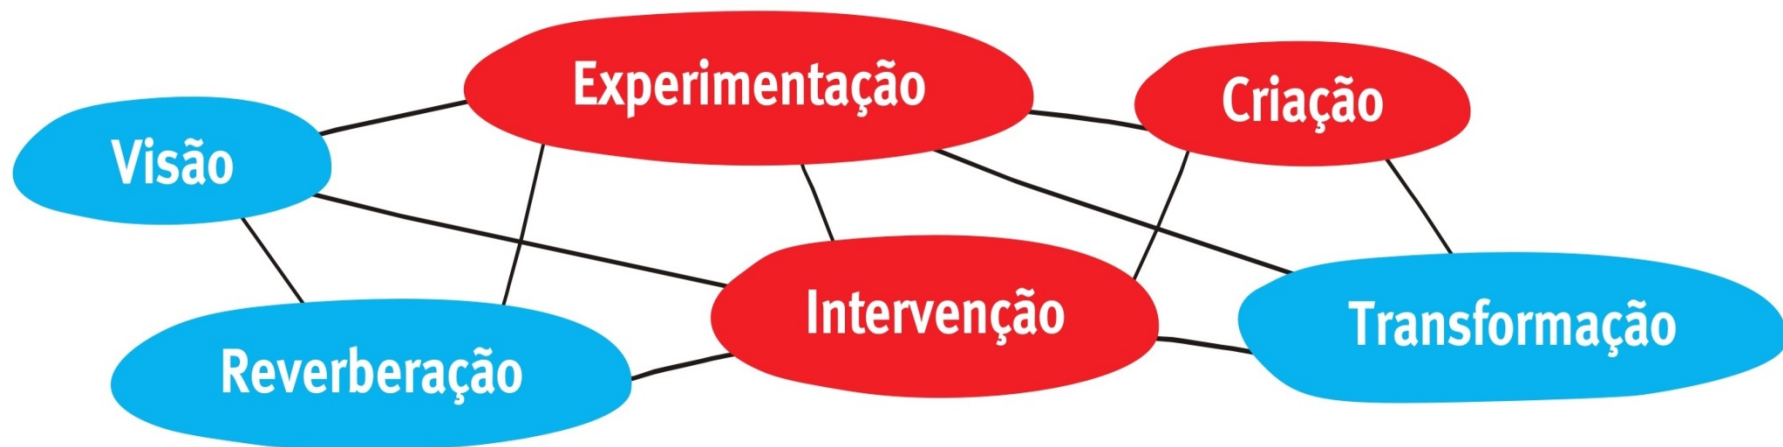 Experimentação
Criação
Visão
Intervenção
Transformação
Reverberação